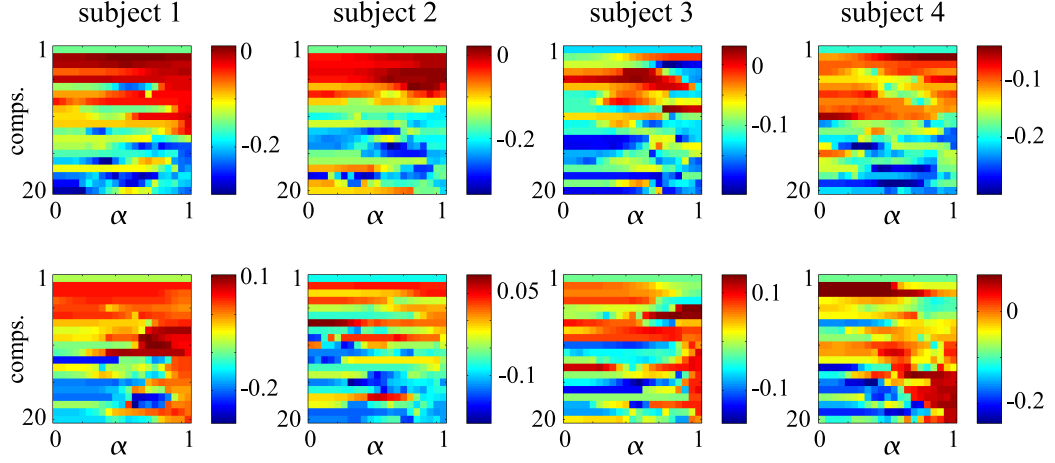 subject 1 subject 2 subject 3 subject 4
1 0 1 0 1 0 1 -0.1
comps. -0.2 -0.2 -0.1 -0.2
20 20 20 20
0 α 1 0 α 1 0 α 1 0 α 1
1 0.1 1 0.05 1 0.1 1 0
comps. -0.2 -0.1 -0.1 -0.2
20 20 20 20
0 α 1 0 α 1 0 α 1 0 α 1